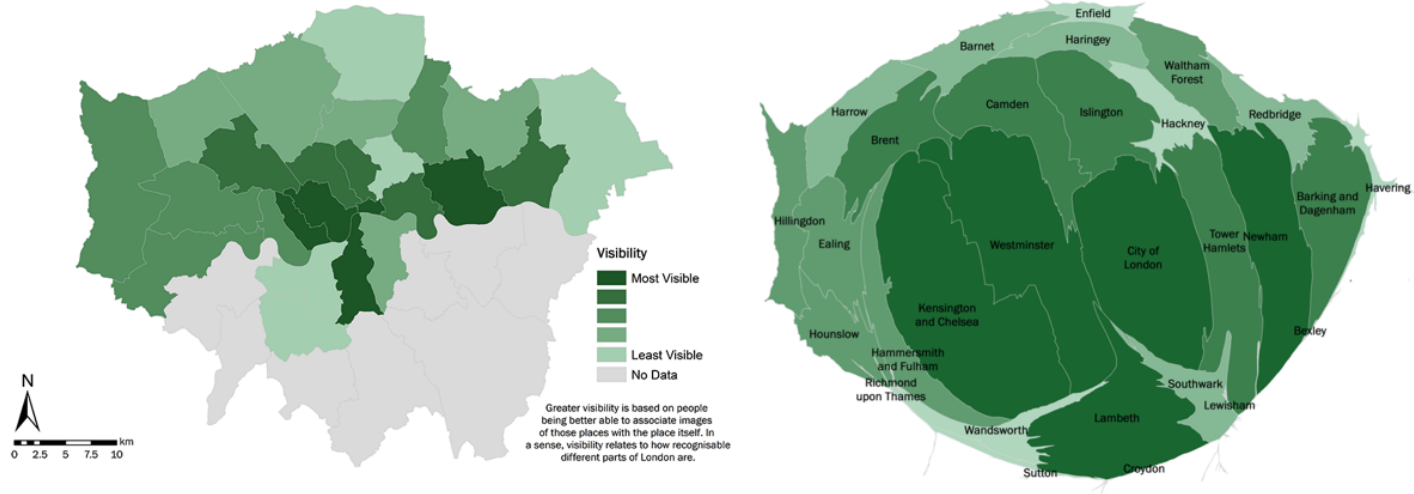 Visibility
Most Visible
Least Visible
No Data
N
km
0 2.5 5 7.5 10
Greater visibility is based on people
being better able to associate images
of those places with the place itself. In
a sense, visibility relates to how recognisable
different parts of London are.
Enfield
Haringey
Barnet
Waltham
Forest
Camden
Islington
Harrow
Redbridge
Hackney
Brent
Havering
Barking and
Dagenham
Hillingdon
Ealing
Westminster
City of
London
Tower
Hamlets
Newham
Kensington
and Chelsea
Hounslow
Bexley
Hammersmith
and Fulham
Richmond
upon Thames
Southwark
Lewisham
Lambeth
Wandsworth
Sutton
Croydon